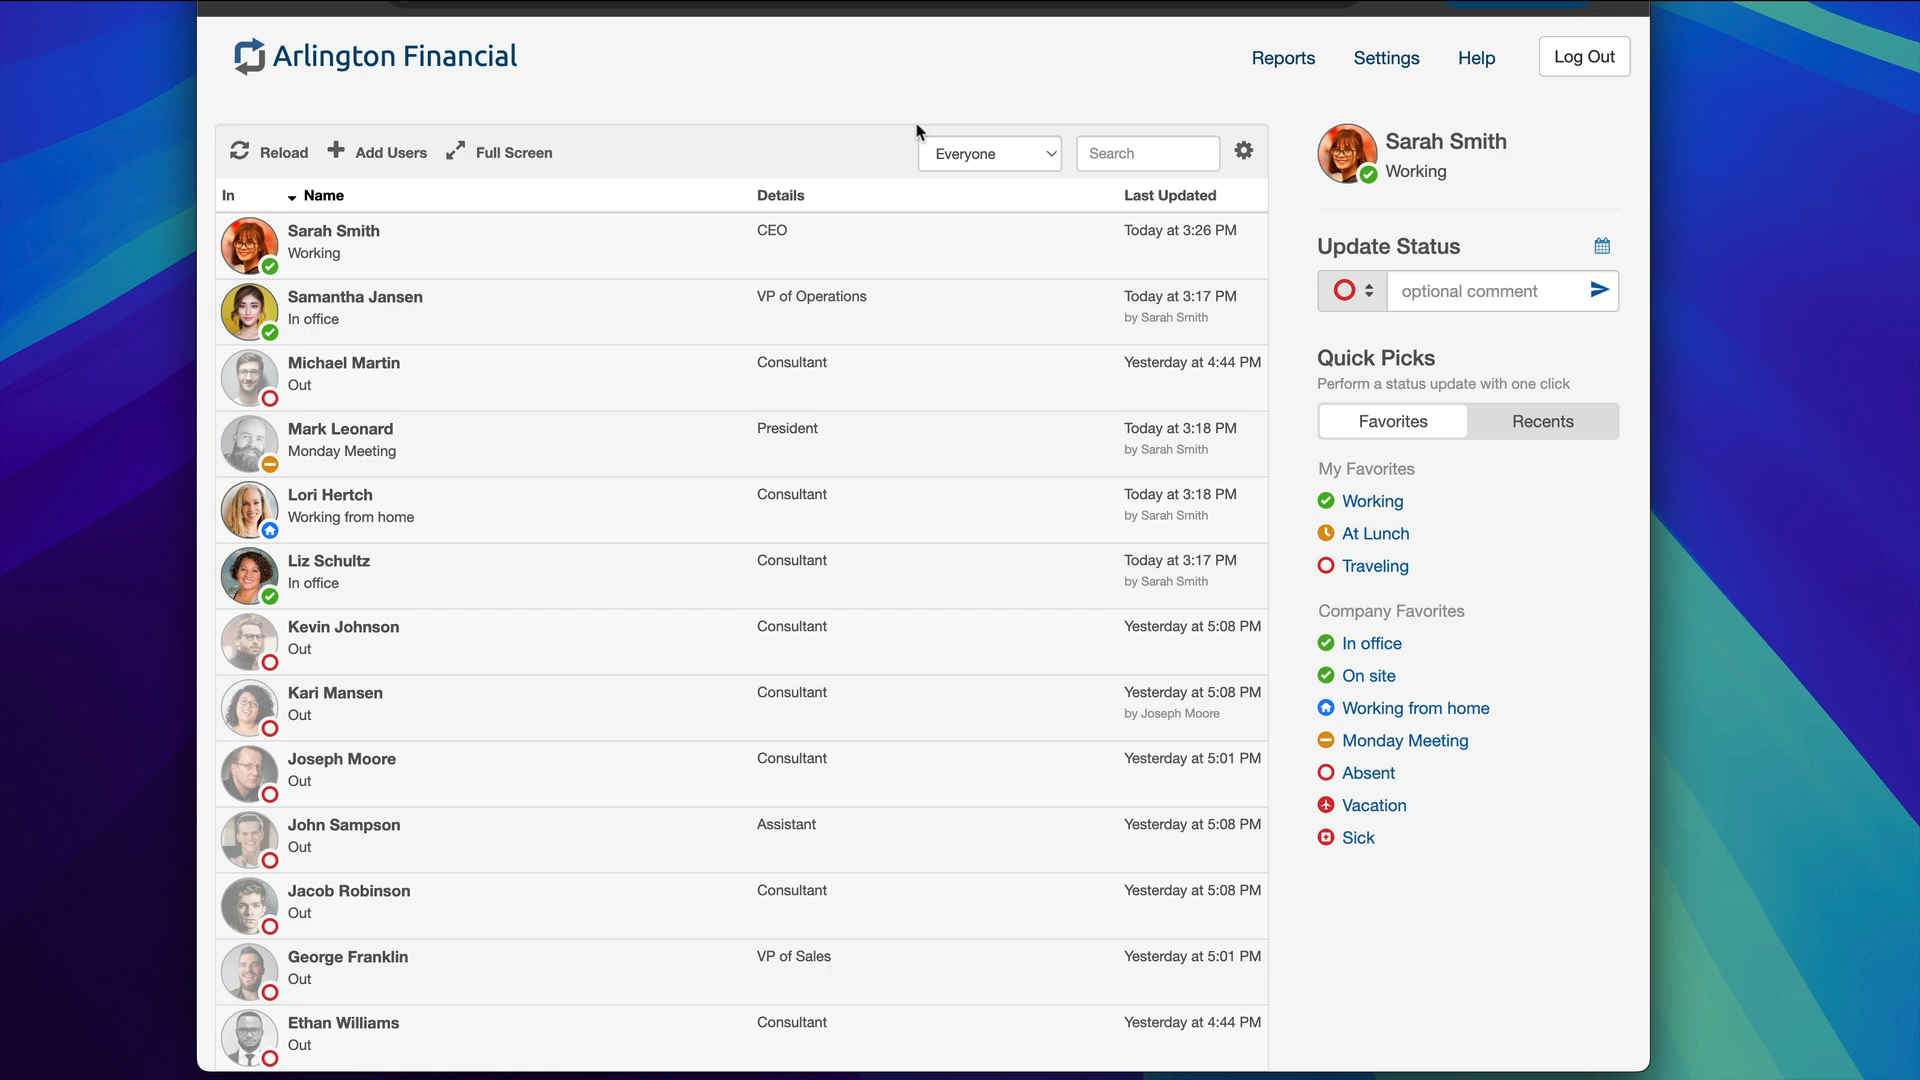 Arlington Financial
Reports Settings Help Log Out
Reload Add Users Full Screen Everyone Search
In Name Details Last Updated
Sarah Smith CEO Today at 3:26 PM
Working
Samantha Jansen VP of Operations Today at 3:17 PM
In office by Sarah Smith
Michael Martin Consultant Yesterday at 4:44 PM
Out
Mark Leonard President Today at 3:18 PM
Monday Meeting by Sarah Smith
Lori Hertch Consultant Today at 3:18 PM
Working from home by Sarah Smith
Liz Schultz Consultant Today at 3:17 PM
In office by Sarah Smith
Kevin Johnson Consultant Yesterday at 5:08 PM
Out
Kari Mansen Consultant Yesterday at 5:08 PM
Out by Joseph Moore
Joseph Moore Consultant Yesterday at 5:01 PM
Out
John Sampson Assistant Yesterday at 5:08 PM
Out
Jacob Robinson Consultant Yesterday at 5:08 PM
Out
George Franklin VP of Sales Yesterday at 5:01 PM
Out
Ethan Williams Consultant Yesterday at 4:44 PM
Out
Sarah Smith
Working
Update Status
optional comment
Quick Picks
Perform a status update with one click
Favorites Recents
My Favorites
Working
At Lunch
Traveling
Company Favorites
In office
On site
Working from home
Monday Meeting
Absent
Vacation
Sick